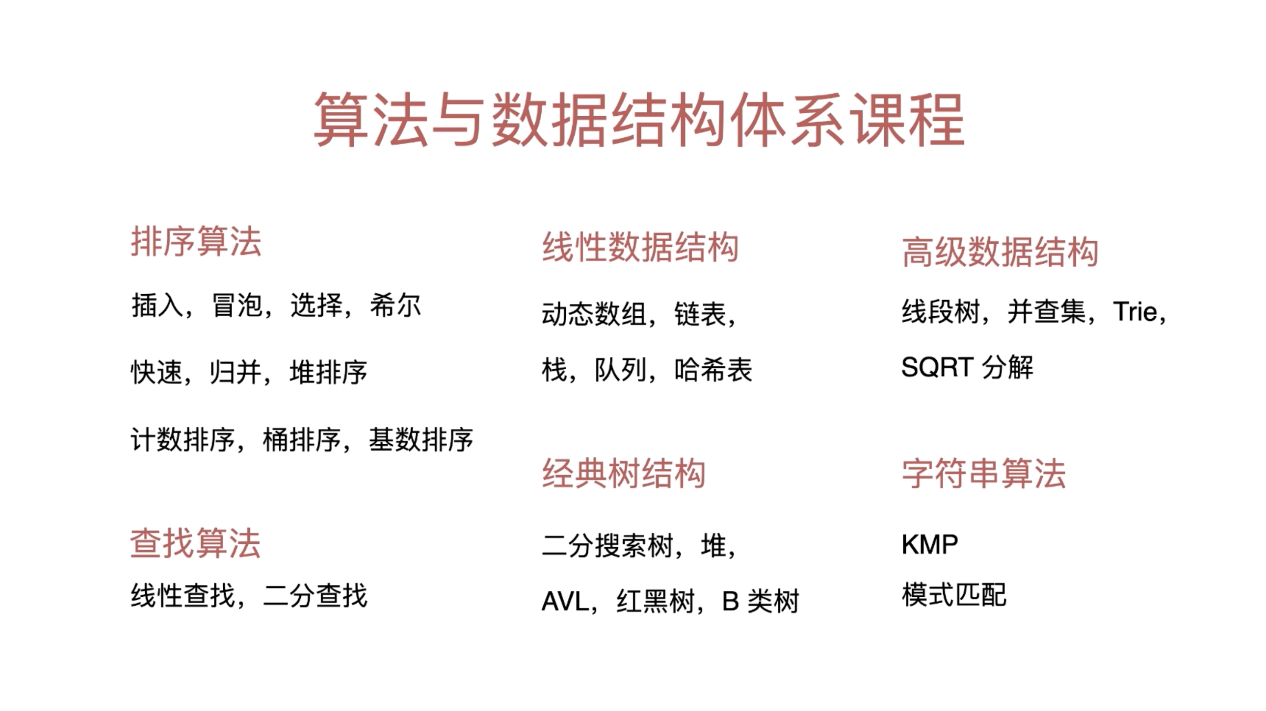 算法与数据结构体系课程
排序算法
插入，冒泡，选择，希尔
快速，归并，堆排序
计数排序，桶排序，基数排序
查找算法
线性查找，二分查找
线性数据结构
动态数组，链表，
栈，队列，哈希表
经典树结构
二分搜索树，堆，
AVL，红黑树，B 类树
高级数据结构
线段树，并查集，Trie，
SQRT 分解
字符串算法
KMP
模式匹配